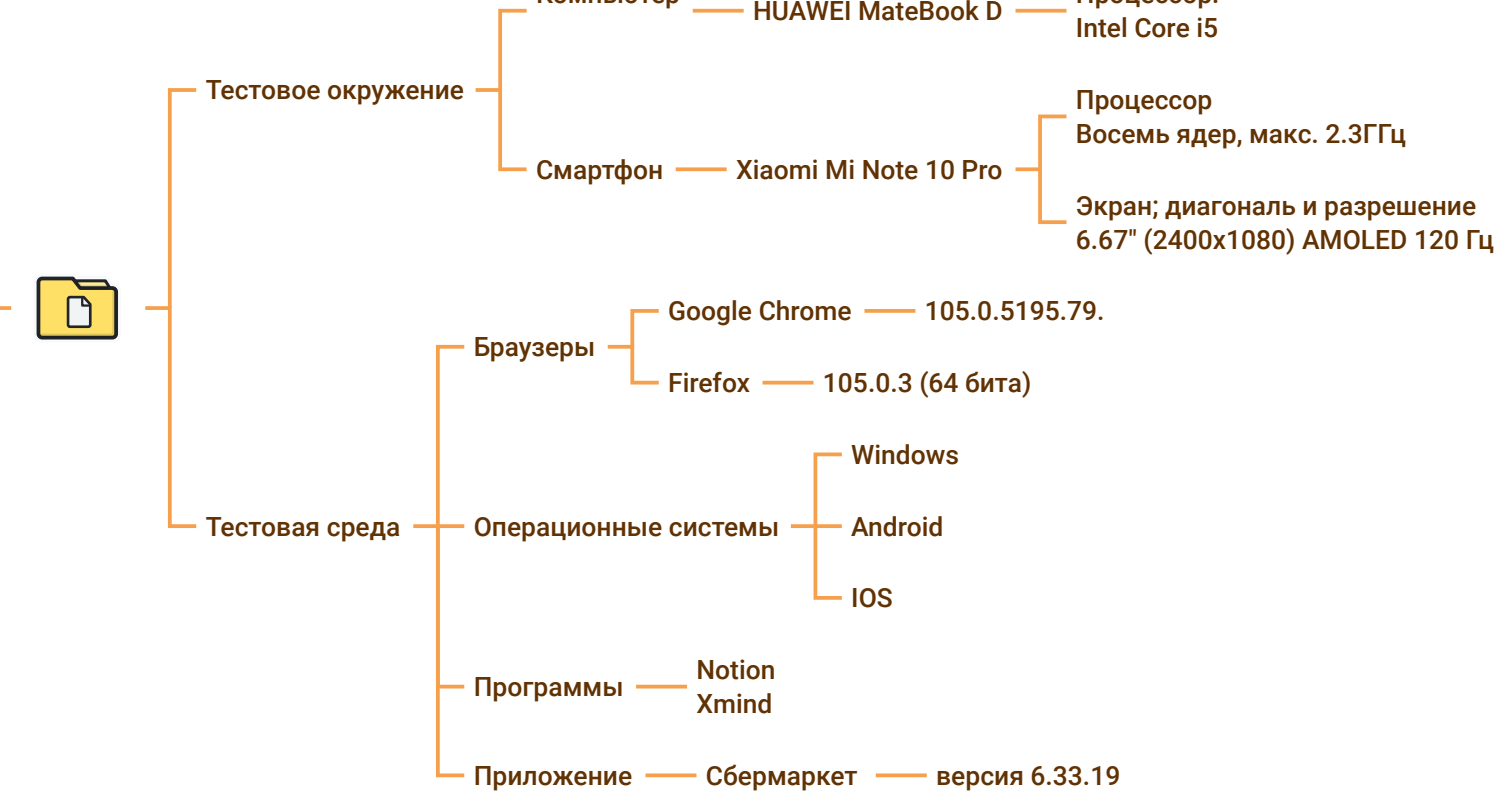 Компьютер
HUAWEI MateBook D
Процессор:
Intel Core i5
Тестовое окружение
Процессор
Восемь ядер, макс. 2.3ГГц
Смартфон
Xiaomi Mi Note 10 Pro
Экран; диагональ и разрешение
6.67" (2400x1080) AMOLED 120 Гц
Google Chrome
105.0.5195.79.
Браузеры
Firefox
105.0.3 (64 бита)
Windows
Тестовая среда
Операционные системы
Android
IOS
Программы
Notion
Xmind
Приложение
Сбермаркет
версия 6.33.19